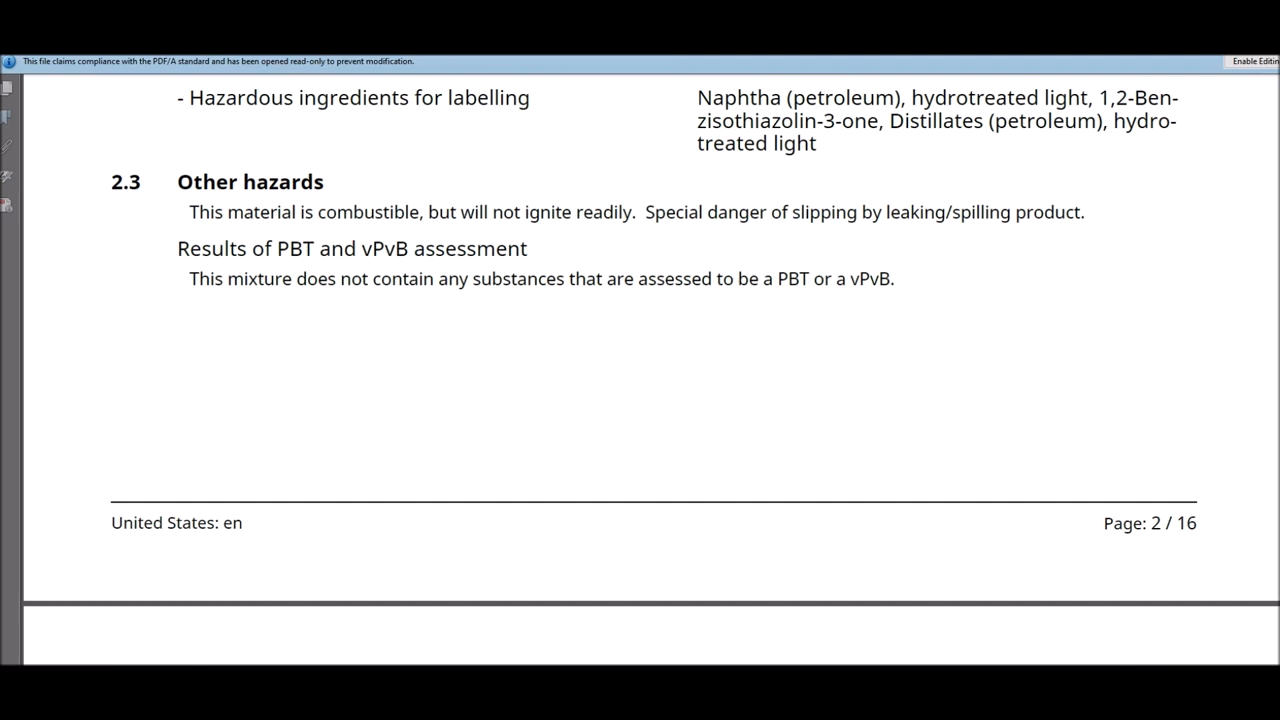 This file claims compliance with the PDF/A standard and has been opened read-only to prevent modification.
Enable Editin
- Hazardous ingredients for labelling
Naphtha (petroleum), hydrotreated light, 1,2-Ben-
zisothiazolin-3-one, Distillates (petroleum), hydro-
treated light
2.3 Other hazards
This material is combustible, but will not ignite readily. Special danger of slipping by leaking/spilling product.
Results of PBT and vPvB assessment
This mixture does not contain any substances that are assessed to be a PBT or a vPvB.
United States: en
Page: 2 / 16